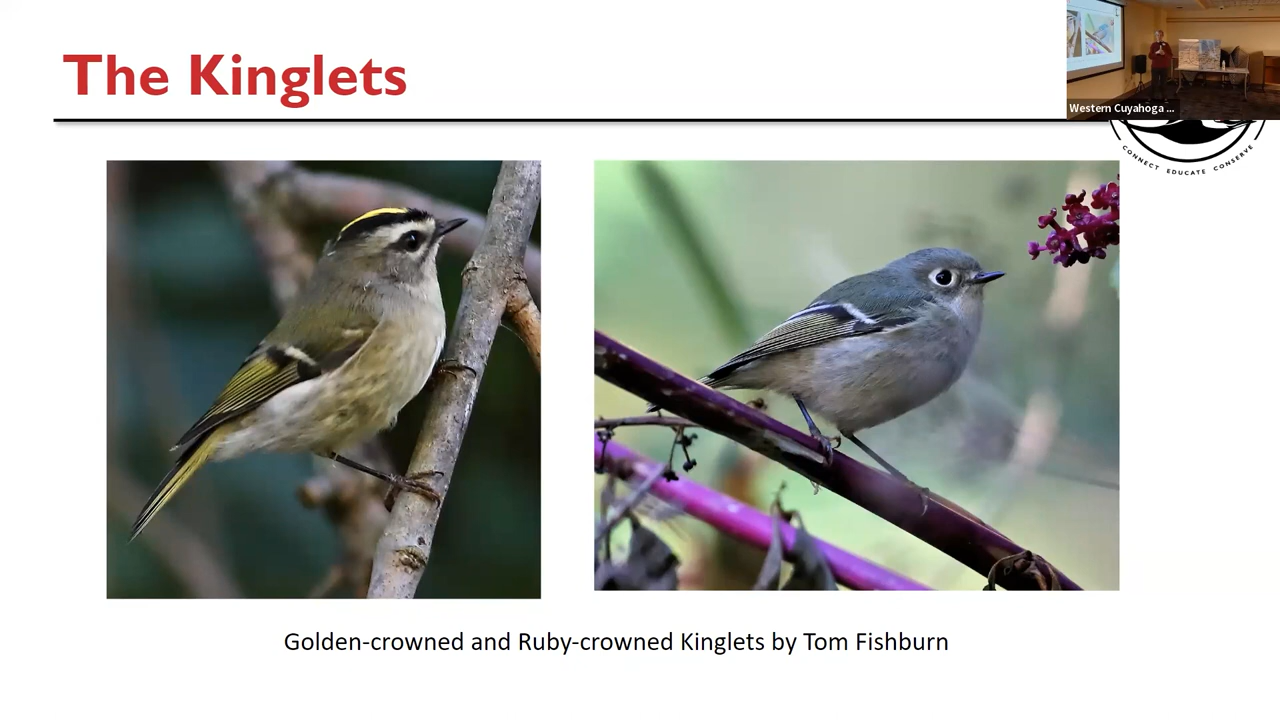 The Kinglets
Western Cuyahoga ...
CONNECT EDUCATE CONSERVE
Golden-crowned and Ruby-crowned Kinglets by Tom Fishburn